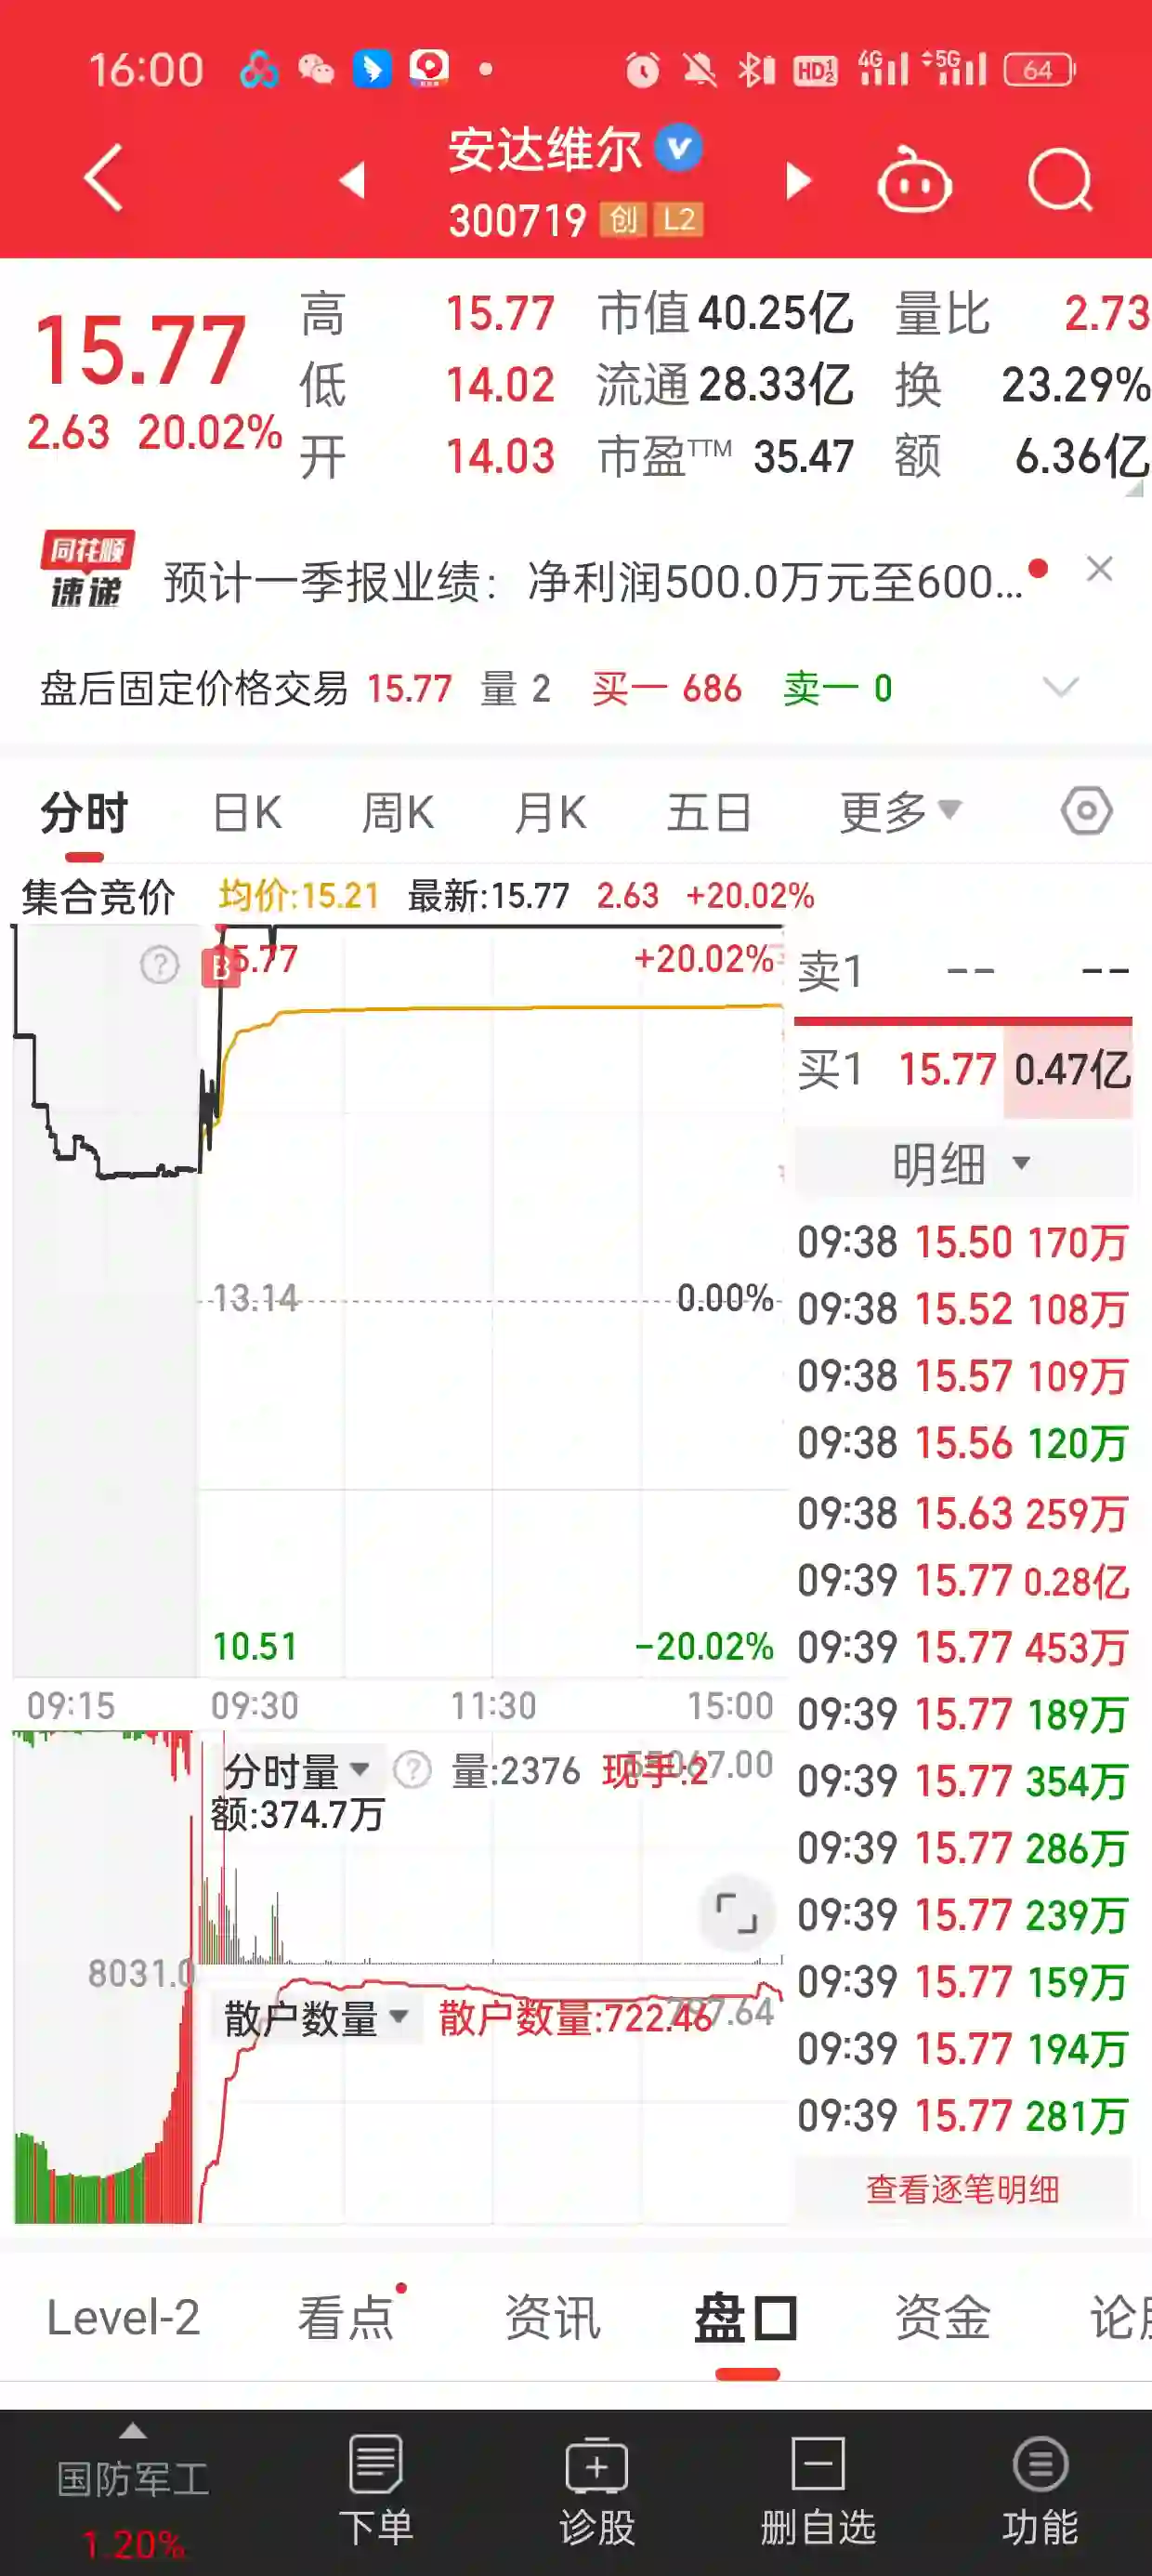 16:00 HD 1 2 4G 5G 64
安达维尔
300719 创 L2
15.77
2.63 20.02%
高 15.77 市值 40.25亿 量比 2.73
低 14.02 流通 28.33亿 换 23.29%
开 14.03 市盈TTM 35.47 额 6.36亿
同花顺
速递
预计一季报业绩：净利润500.0万元至600...
盘后固定价格交易 15.77 量 2 买一 686 卖一 0
分时 日K 周K 月K 五日 更多
集合竞价 均价:15.21 最新:15.77 2.63 +20.02%
B 15.77 +20.02%
13.14 0.00%
10.51 -20.02%
09:15 09:30 11:30 15:00
卖1 -- --
买1 15.77 0.47亿
明细
09:38 15.50 170万
09:38 15.52 108万
09:38 15.57 109万
09:38 15.56 120万
09:38 15.63 259万
09:39 15.77 0.28亿
09:39 15.77 453万
09:39 15.77 189万
09:39 15.77 354万
09:39 15.77 286万
09:39 15.77 239万
09:39 15.77 159万
09:39 15.77 194万
09:39 15.77 281万
查看逐笔明细
分时量 ? 量:2376 现手:2
额:374.7万
8031.0
散户数量 散户数量:722.46
Level-2 看点 资讯 盘口 资金 论
国防军工
1.20%
下单 诊股 删自选 功能